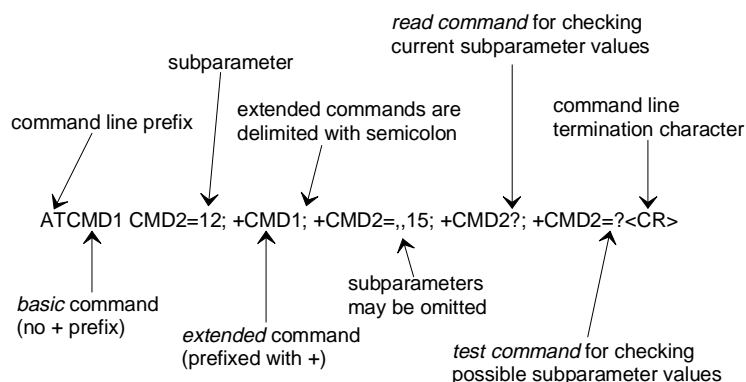 read command for checking
current subparameter values
subparameter
extended commands are
delimited with semicolon
command line
termination character
command line prefix
ATCMD1 CMD2=12; +CMD1; +CMD2=,,15; +CMD2?; +CMD2=?<CR>
basic command
(no + prefix)
extended command
(prefixed with +)
subparameters
may be omitted
test command for checking
possible subparameter values